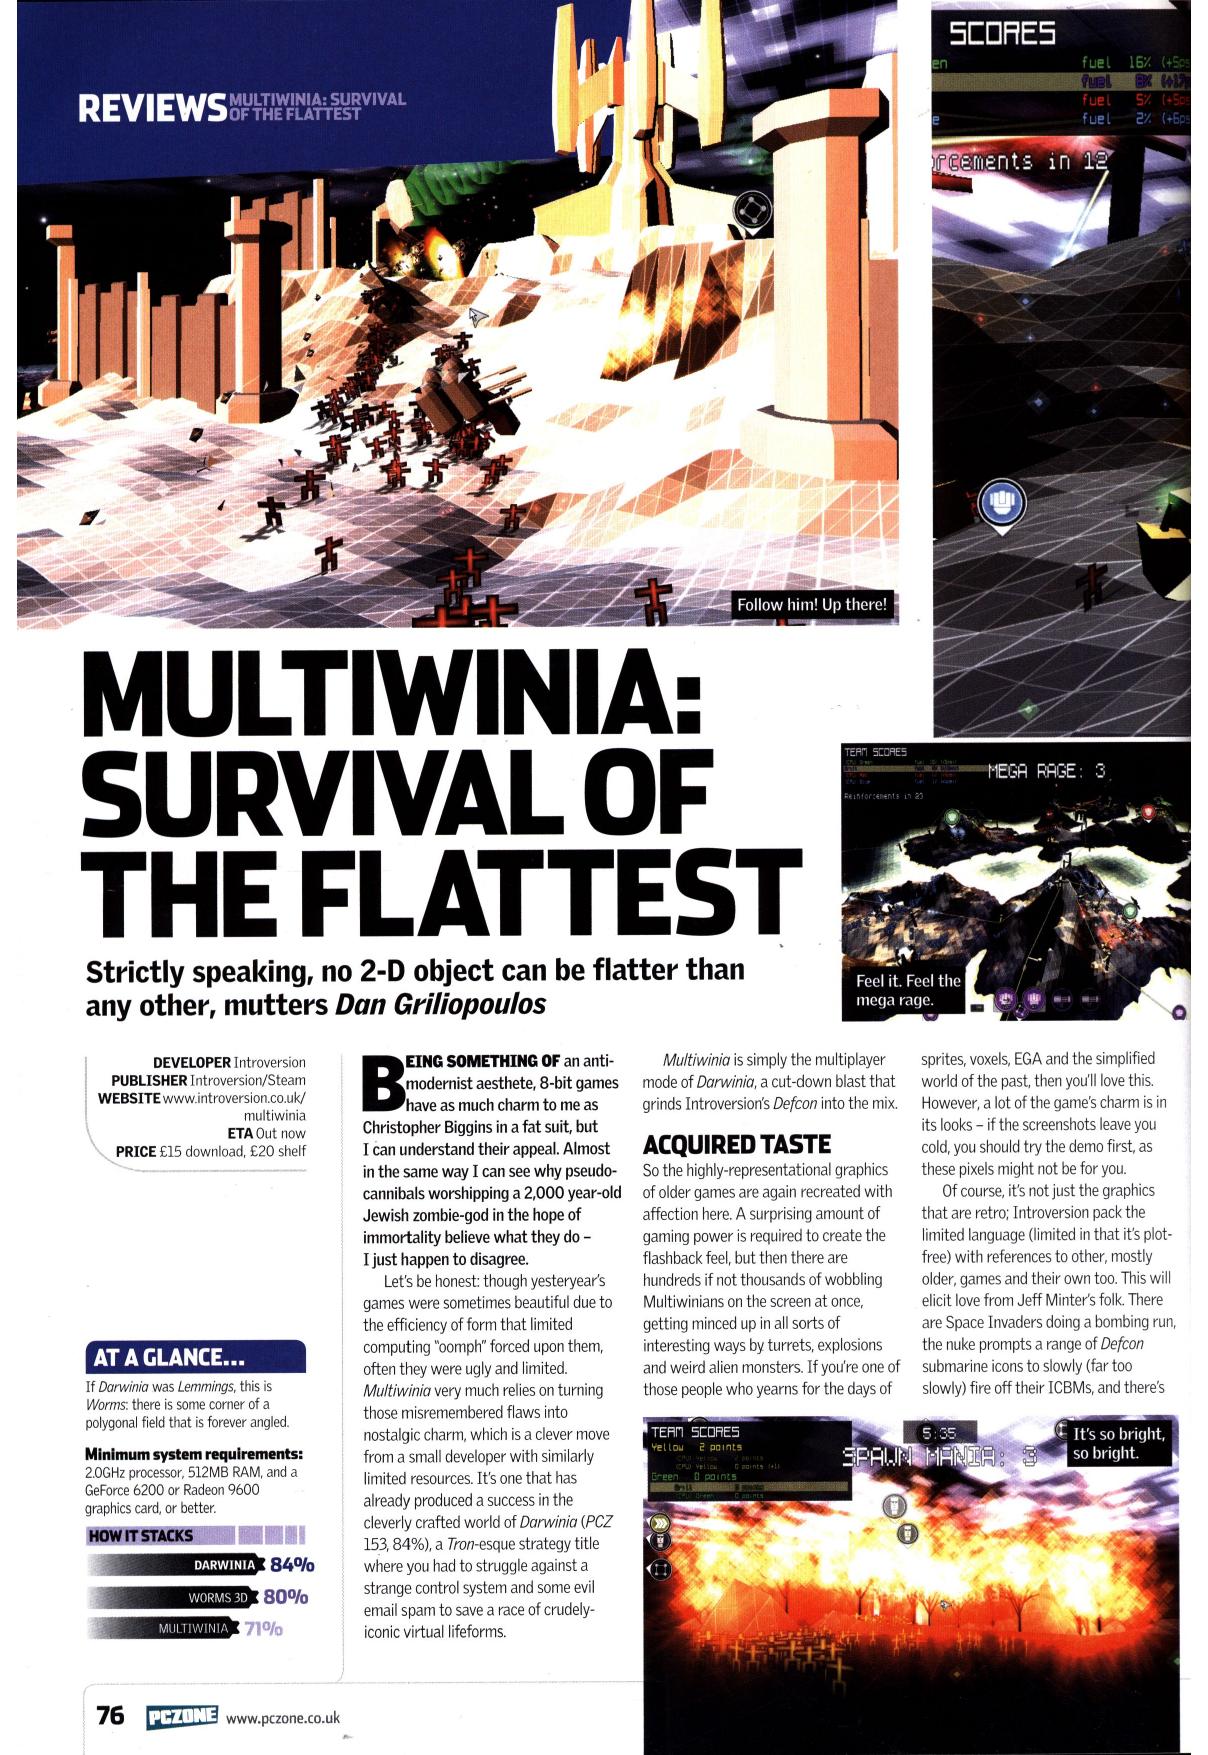 REVIEWS MULTIWINIA: SURVIVAL
OF THE FLATTEST
SCORES
en fuel 16% (+5ps
fuel 8% (+17p
fuel 5% (+5ps
e fuel 2% (+6ps
rcements in 12
Follow him! Up there!
MULTIWINIA:
SURVIVAL OF
THE FLATTEST
Strictly speaking, no 2-D object can be flatter than
any other, mutters Dan Griliopoulos
TEAM SCORES
MEGA RAGE: 3
Reinforcements in 23
Feel it. Feel the
mega rage.
DEVELOPER Introversion
PUBLISHER Introversion/Steam
WEBSITE www.introversion.co.uk/
multiwinia
ETA Out now
PRICE £15 download, £20 shelf
AT A GLANCE...
If Darwinia was Lemmings, this is
Worms: there is some corner of a
polygonal field that is forever angled.
Minimum system requirements:
2.0GHz processor, 512MB RAM, and a
GeForce 6200 or Radeon 9600
graphics card, or better.
HOW IT STACKS
DARWINIA 84%
WORMS 3D 80%
MULTIWINIA 71%
BEING SOMETHING OF an anti-
modernist aesthete, 8-bit games
have as much charm to me as
Christopher Biggins in a fat suit, but
I can understand their appeal. Almost
in the same way I can see why pseudo-
cannibals worshipping a 2,000 year-old
Jewish zombie-god in the hope of
immortality believe what they do –
I just happen to disagree.
Let's be honest: though yesteryear's
games were sometimes beautiful due to
the efficiency of form that limited
computing "oomph" forced upon them,
often they were ugly and limited.
Multiwinia very much relies on turning
those misremembered flaws into
nostalgic charm, which is a clever move
from a small developer with similarly
limited resources. It's one that has
already produced a success in the
cleverly crafted world of Darwinia (PCZ
153, 84%), a Tron-esque strategy title
where you had to struggle against a
strange control system and some evil
email spam to save a race of crudely-
iconic virtual lifeforms.
Multiwinia is simply the multiplayer
mode of Darwinia, a cut-down blast that
grinds Introversion's Defcon into the mix.
ACQUIRED TASTE
So the highly-representational graphics
of older games are again recreated with
affection here. A surprising amount of
gaming power is required to create the
flashback feel, but then there are
hundreds if not thousands of wobbling
Multiwinians on the screen at once,
getting minced up in all sorts of
interesting ways by turrets, explosions
and weird alien monsters. If you're one of
those people who yearns for the days of
sprites, voxels, EGA and the simplified
world of the past, then you'll love this.
However, a lot of the game's charm is in
its looks – if the screenshots leave you
cold, you should try the demo first, as
these pixels might not be for you.
Of course, it's not just the graphics
that are retro; Introversion pack the
limited language (limited in that it's plot-
free) with references to other, mostly
older, games and their own too. This will
elicit love from Jeff Minter's folk. There
are Space Invaders doing a bombing run,
the nuke prompts a range of Defcon
submarine icons to slowly (far too
slowly) fire off their ICBMs, and there's
TEAM SCORES
Yellow 2 points
Green 0 points
5:35
SPAWN MANIA: 3
It's so bright,
so bright.
76 PCZONE www.pczone.co.uk